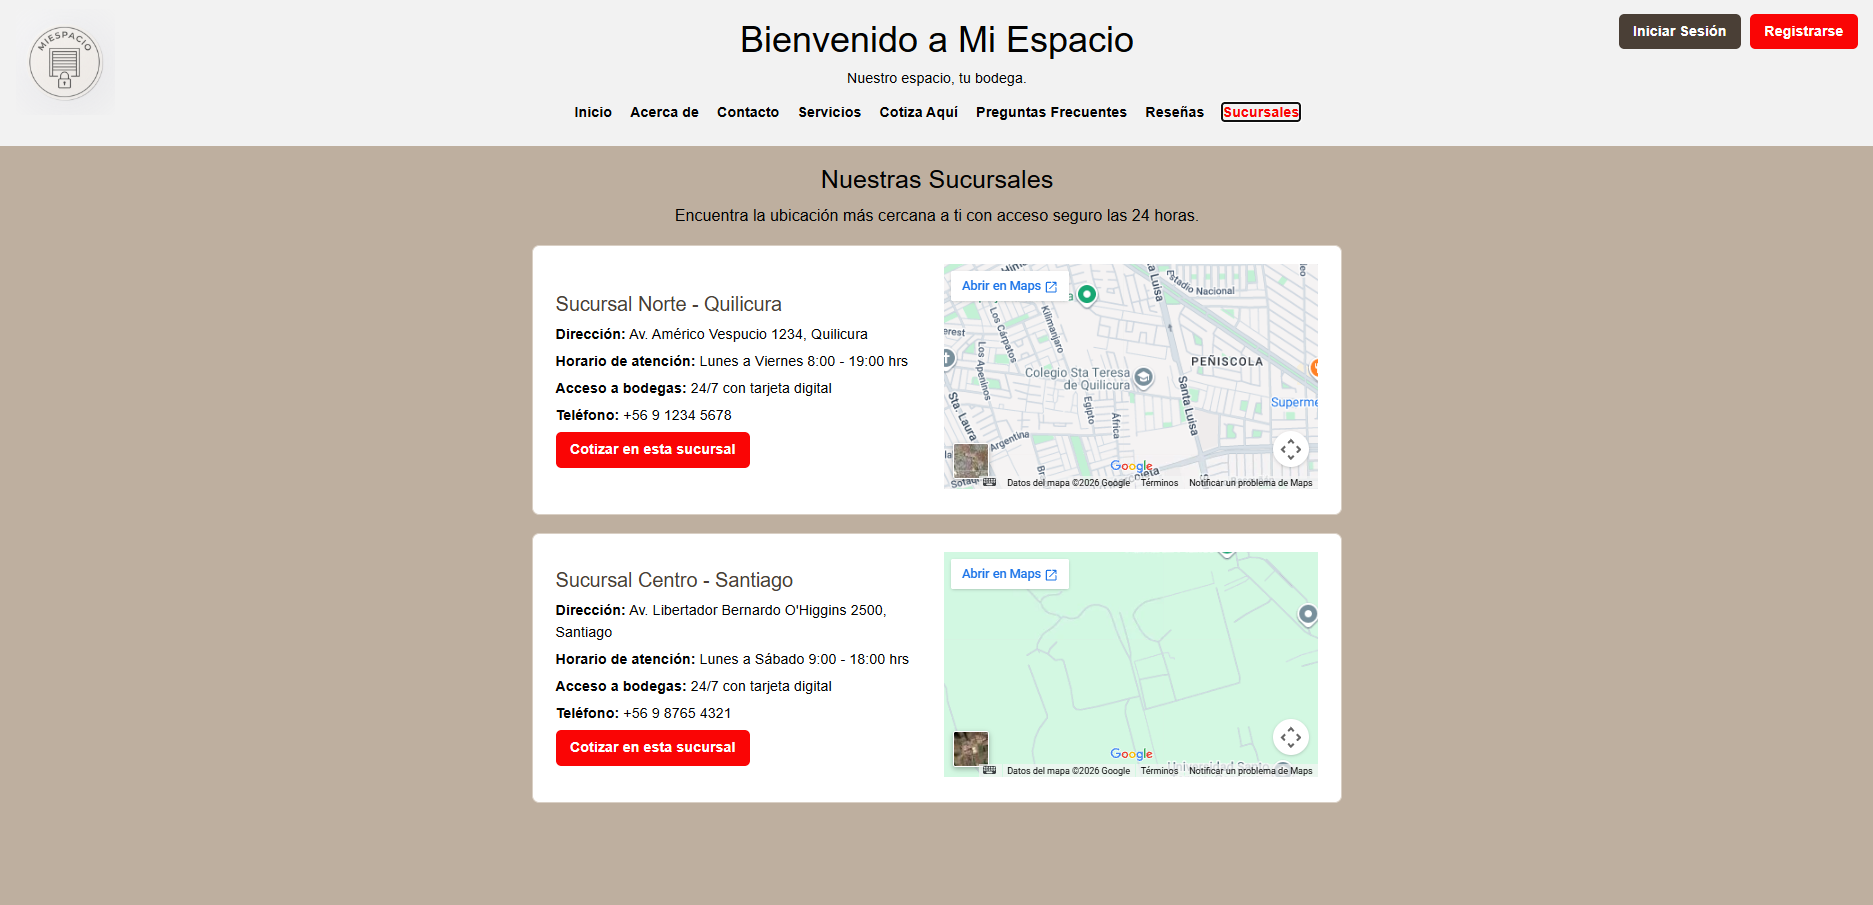 MIESPACIO
Bienvenido a Mi Espacio
Nuestro espacio, tu bodega.
Iniciar Sesión
Registrarse
Inicio
Acerca de
Contacto
Servicios
Cotiza Aquí
Preguntas Frecuentes
Reseñas
Sucursales
Nuestras Sucursales
Encuentra la ubicación más cercana a ti con acceso seguro las 24 horas.
Sucursal Norte - Quilicura
Dirección: Av. Américo Vespucio 1234, Quilicura
Horario de atención: Lunes a Viernes 8:00 - 19:00 hrs
Acceso a bodegas: 24/7 con tarjeta digital
Teléfono: +56 9 1234 5678
Cotizar en esta sucursal
Abrir en Maps
Estadio Nacional
Sta. Luisa
Kilimanjaro
Los Cárpatos
Los Apeninos
PEÑISCOLA
Colegio Sta Teresa
de Quilicura
Santa Luisa
Egipto
África
Sta. Laura
Argentina
Google
Datos del mapa ©2026 Google
Términos
Notificar un problema de Maps
Sucursal Centro - Santiago
Dirección: Av. Libertador Bernardo O'Higgins 2500,
Santiago
Horario de atención: Lunes a Sábado 9:00 - 18:00 hrs
Acceso a bodegas: 24/7 con tarjeta digital
Teléfono: +56 9 8765 4321
Cotizar en esta sucursal
Abrir en Maps
Google
Datos del mapa ©2026 Google
Términos
Notificar un problema de Maps